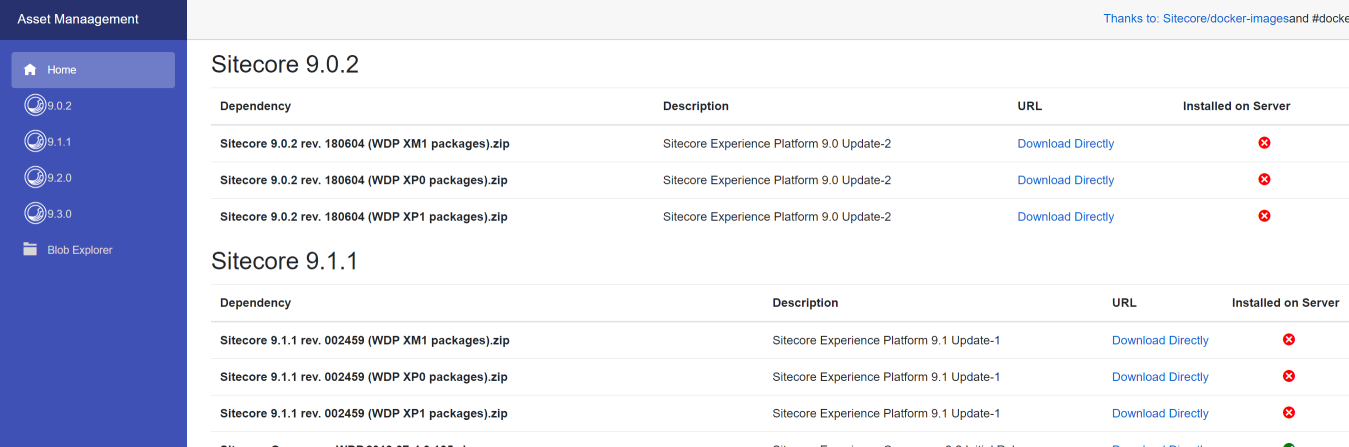 Asset Manaagement
Thanks to: Sitecore/docker-imagesand #docke
Home
9.0.2
9.1.1
9.2.0
9.3.0
Blob Explorer
Sitecore 9.0.2
Dependency Description URL Installed on Server
Sitecore 9.0.2 rev. 180604 (WDP XM1 packages).zip Sitecore Experience Platform 9.0 Update-2 Download Directly
Sitecore 9.0.2 rev. 180604 (WDP XP0 packages).zip Sitecore Experience Platform 9.0 Update-2 Download Directly
Sitecore 9.0.2 rev. 180604 (WDP XP1 packages).zip Sitecore Experience Platform 9.0 Update-2 Download Directly
Sitecore 9.1.1
Dependency Description URL Installed on Server
Sitecore 9.1.1 rev. 002459 (WDP XM1 packages).zip Sitecore Experience Platform 9.1 Update-1 Download Directly
Sitecore 9.1.1 rev. 002459 (WDP XP0 packages).zip Sitecore Experience Platform 9.1 Update-1 Download Directly
Sitecore 9.1.1 rev. 002459 (WDP XP1 packages).zip Sitecore Experience Platform 9.1 Update-1 Download Directly